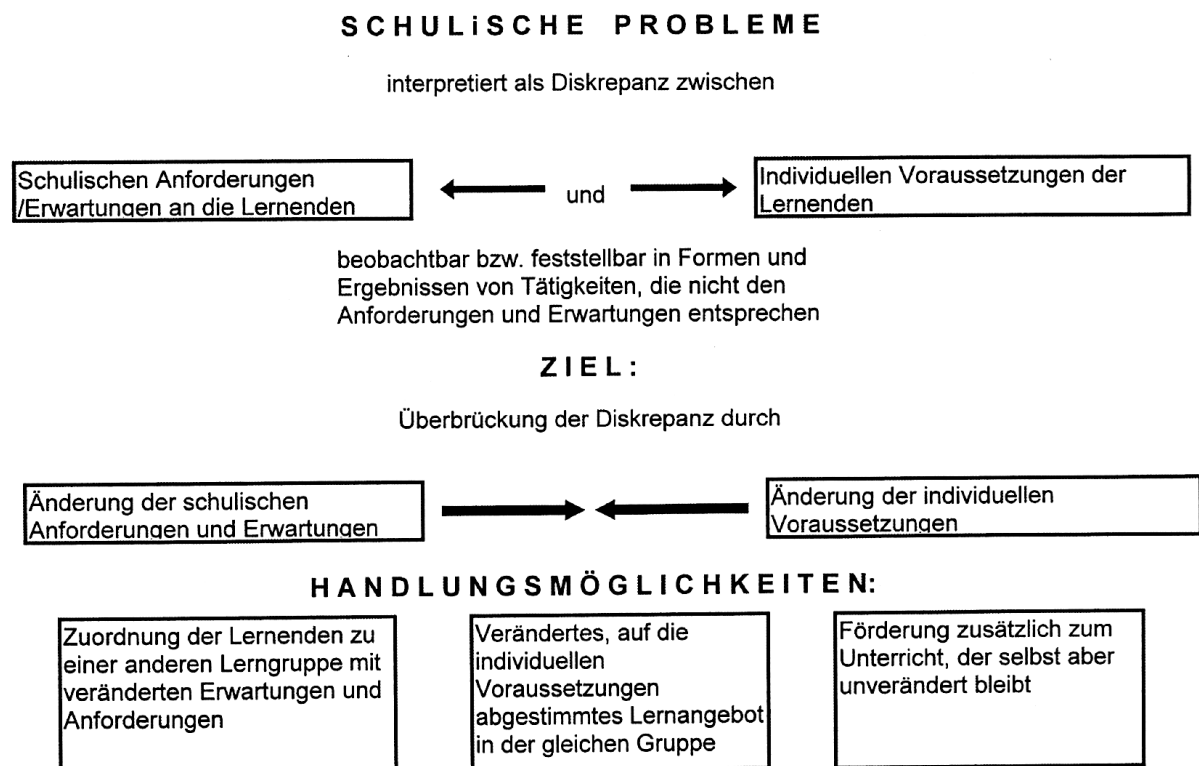 SCHULiSCHE PROBLEME
interpretiert als Diskrepanz zwischen
Schulischen Anforderungen
/Erwartungen an die Lernenden
und
Individuellen Voraussetzungen der
Lernenden
beobachtbar bzw. feststellbar in Formen und
Ergebnissen von Tätigkeiten, die nicht den
Anforderungen und Erwartungen entsprechen
ZIEL:
Überbrückung der Diskrepanz durch
Änderung der schulischen
Anforderungen und Erwartungen
Änderung der individuellen
Voraussetzungen
HANDLUNGSMÖGLICHKEITEN:
Zuordnung der Lernenden zu
einer anderen Lerngruppe mit
veränderten Erwartungen und
Anforderungen
Verändertes, auf die
individuellen
Voraussetzungen
abgestimmtes Lernangebot
in der gleichen Gruppe
Förderung zusätzlich zum
Unterricht, der selbst aber
unverändert bleibt